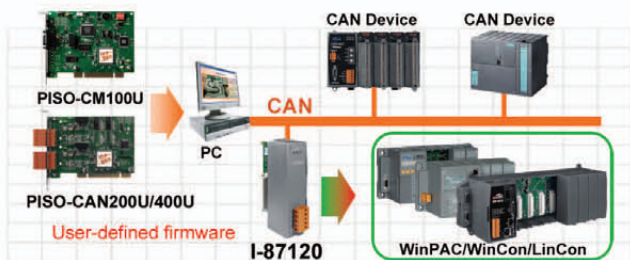 CAN Device
CAN Device
PISO-CM100U
CAN
PC
PISO-CAN200U/400U
User-defined firmware
I-87120
WinPAC/WinCon/LinCon